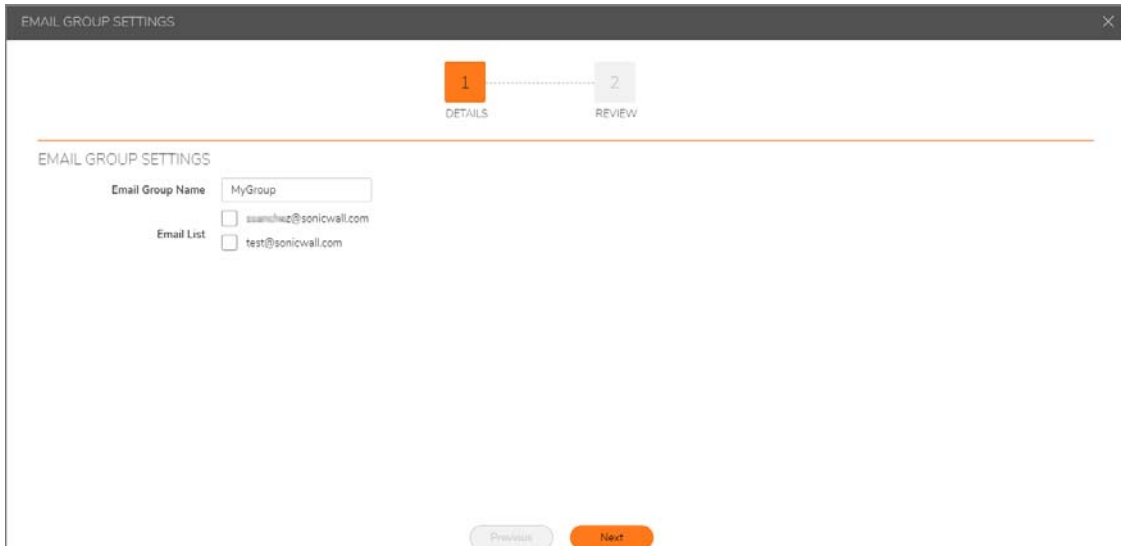 EMAIL GROUP SETTINGS
1
2
DETAILS
REVIEW
EMAIL GROUP SETTINGS
Email Group Name
MyGroup
Email List
@sonicwall.com
test@sonicwall.com
Previous
Next